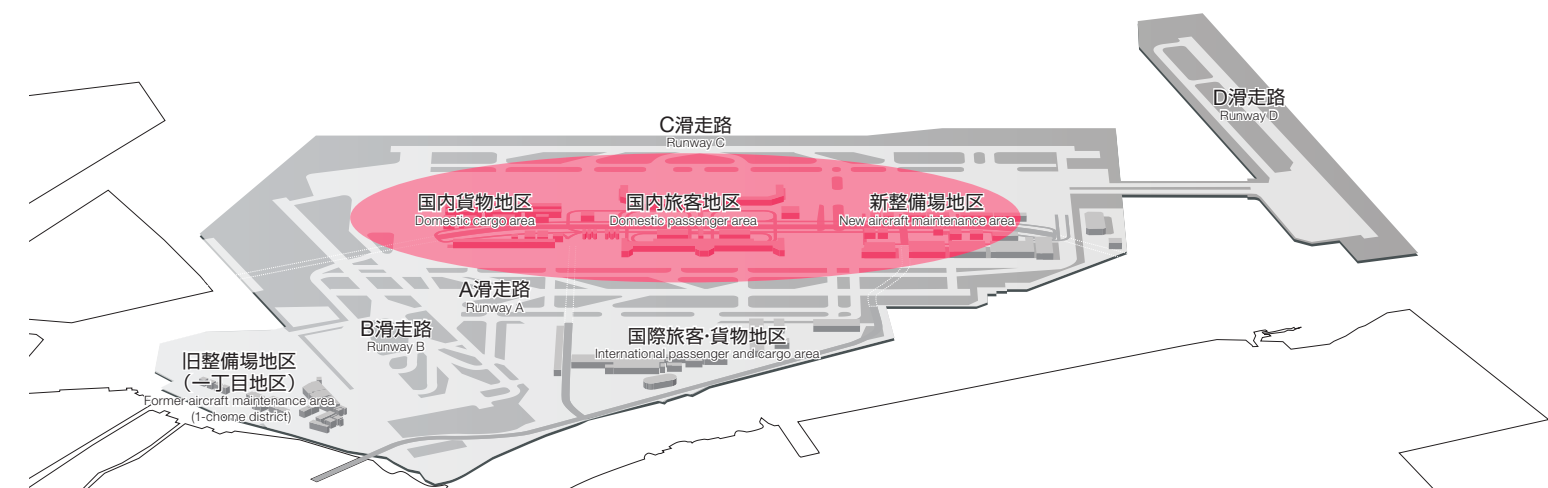 D滑走路
Runway D
C滑走路
Runway C
国内貨物地区
Domestic cargo area
国内旅客地区
Domestic passenger area
新整備場地区
New aircraft maintenance area
A滑走路
Runway A
B滑走路
Runway B
国際旅客・貨物地区
International passenger and cargo area
旧整備場地区
（一丁目地区）
Former aircraft maintenance area
(1-chome district)